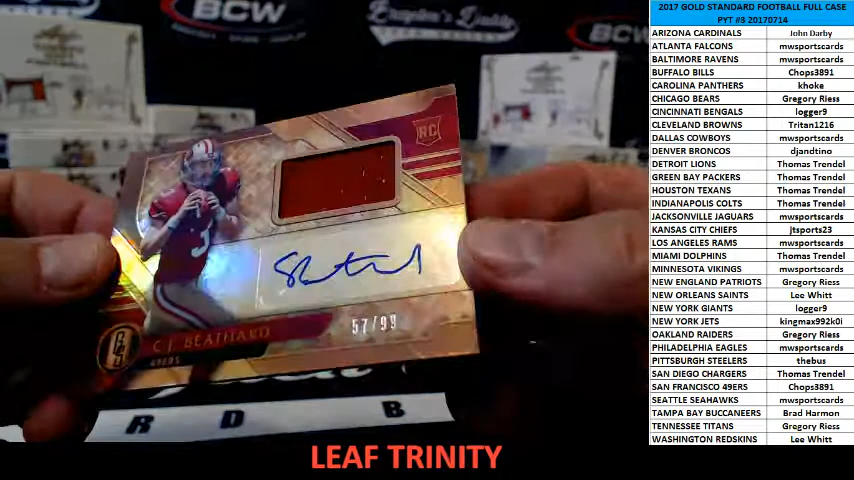 BCW
Brayden's Daddy
BCW
RC
3
C.J. BEATHARD
49ERS
57/99
R D B
LEAF TRINITY
2017 GOLD STANDARD FOOTBALL FULL CASE
PYT #8 20170714
ARIZONA CARDINALS John Darby
ATLANTA FALCONS mwsportscards
BALTIMORE RAVENS mwsportscards
BUFFALO BILLS Chops3891
CAROLINA PANTHERS khoke
CHICAGO BEARS Gregory Riess
CINCINNATI BENGALS logger9
CLEVELAND BROWNS Tritan1216
DALLAS COWBOYS mwsportscards
DENVER BRONCOS djandtino
DETROIT LIONS Thomas Trendel
GREEN BAY PACKERS Thomas Trendel
HOUSTON TEXANS Thomas Trendel
INDIANAPOLIS COLTS Thomas Trendel
JACKSONVILLE JAGUARS mwsportscards
KANSAS CITY CHIEFS jtsports23
LOS ANGELES RAMS mwsportscards
MIAMI DOLPHINS Thomas Trendel
MINNESOTA VIKINGS mwsportscards
NEW ENGLAND PATRIOTS Gregory Riess
NEW ORLEANS SAINTS Lee Whitt
NEW YORK GIANTS logger9
NEW YORK JETS kingmax992k0i
OAKLAND RAIDERS Gregory Riess
PHILADELPHIA EAGLES mwsportscards
PITTSBURGH STEELERS thebus
SAN DIEGO CHARGERS Thomas Trendel
SAN FRANCISCO 49ERS Chops3891
SEATTLE SEAHAWKS mwsportscards
TAMPA BAY BUCCANEERS Brad Harmon
TENNESSEE TITANS Gregory Riess
WASHINGTON REDSKINS Lee Whitt